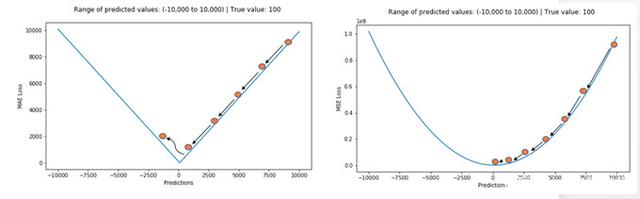 Range of predicted values: (-10,000 to 10,000) | True value: 100
MAE Loss
10000
8000
6000
4000
2000
0
-10000 -7500 -5000 -2500 0 2500 5000 7500 10000
Predictions
Range of predicted values: (-10,000 to 10,000) | True value: 100
1e8
MSE Loss
1.0
0.8
0.6
0.4
0.2
0.0
-10000 -7500 -5000 -2500 0 2500 5000 7500 10000
Prediction